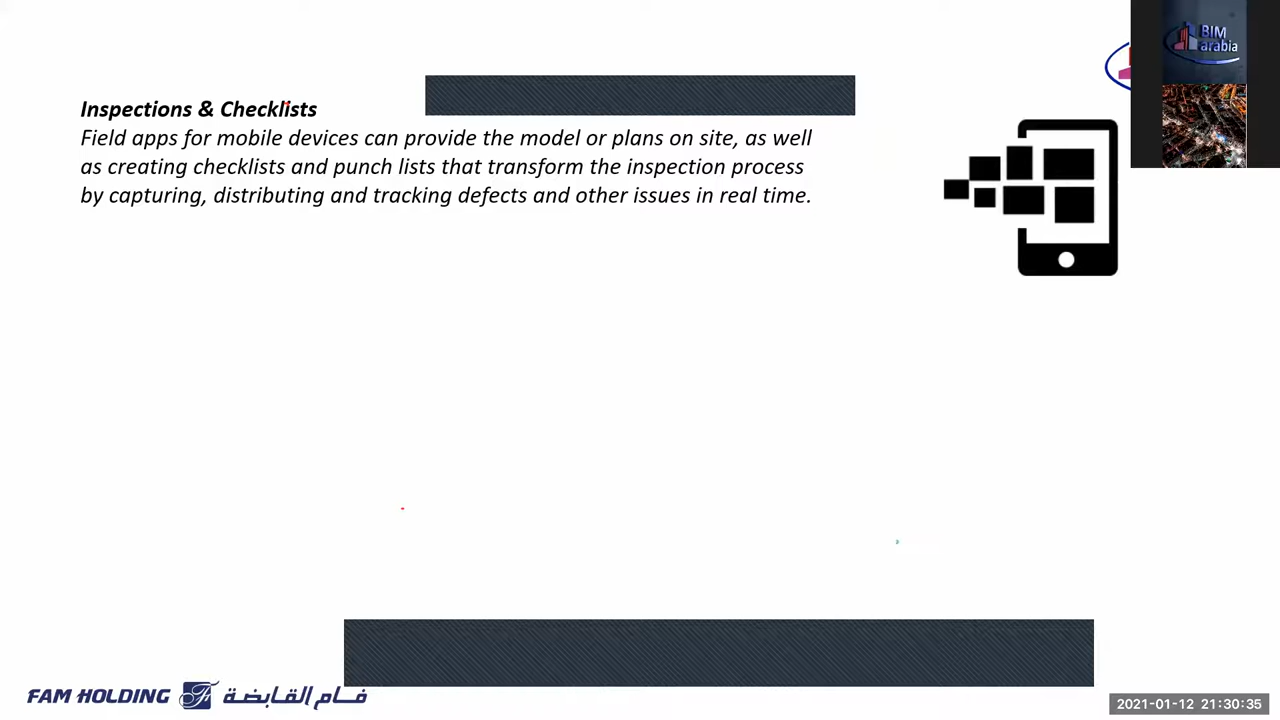 BIM
arabia
Inspections & Checklists
Field apps for mobile devices can provide the model or plans on site, as well
as creating checklists and punch lists that transform the inspection process
by capturing, distributing and tracking defects and other issues in real time.
FAM HOLDING فام القابضة
2021-01-12 21:30:35